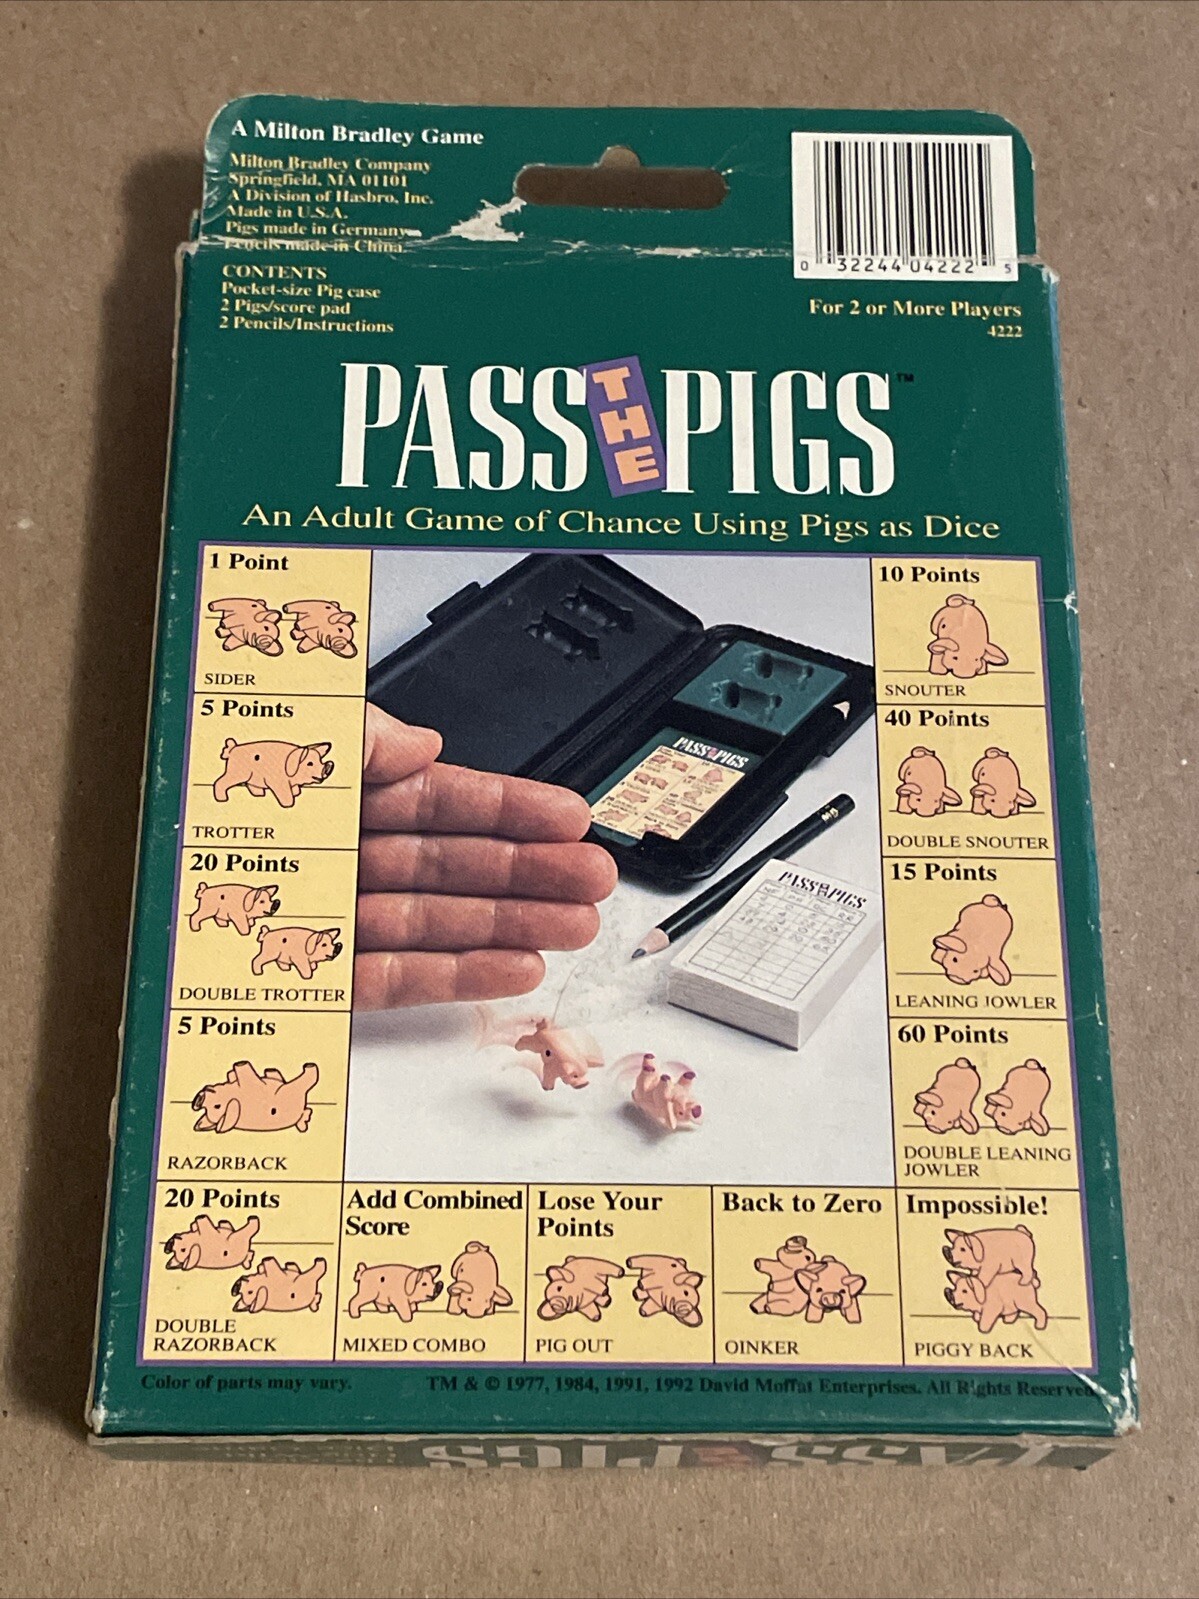 A Milton Bradley Game
Milton Bradley Company
Springfield, MA 01101
A Division of Hasbro, Inc.
Made in U.S.A.
Pigs made in Germany
Pencils made in China.
CONTENTS
Pocket-size Pig case
2 Pigs/score pad
2 Pencils/Instructions
0 32244 04222 5
For 2 or More Players
4222
PASS THE PIGS™
An Adult Game of Chance Using Pigs as Dice
1 Point
SIDER
5 Points
TROTTER
20 Points
DOUBLE TROTTER
5 Points
RAZORBACK
20 Points
DOUBLE
RAZORBACK
PASS THE PIGS
PASS THE PIGS
10 Points
SNOUTER
40 Points
DOUBLE SNOUTER
15 Points
LEANING JOWLER
60 Points
DOUBLE LEANING
JOWLER
Add Combined
Score
MIXED COMBO
Lose Your
Points
PIG OUT
Back to Zero
OINKER
Impossible!
PIGGY BACK
Color of parts may vary.
TM & © 1977, 1984, 1991, 1992 David Moffat Enterprises. All Rights Reserved.
PASS THE PIGS